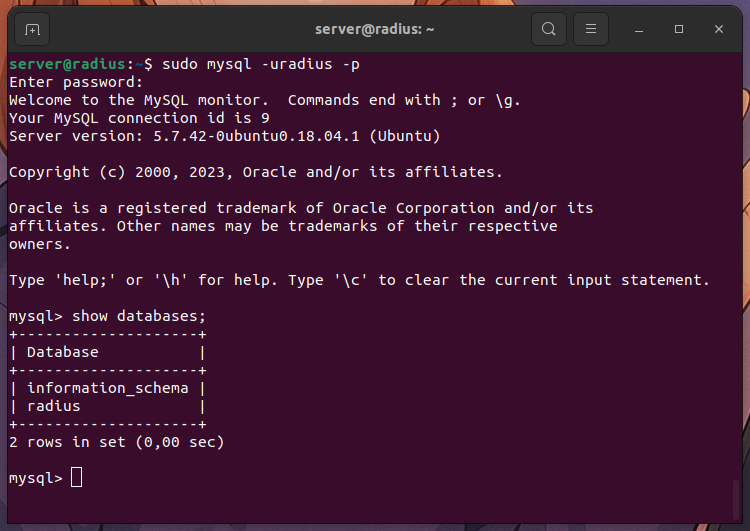 server@radius: ~
server@radius:~$ sudo mysql -uradius -p
Enter password:
Welcome to the MySQL monitor.  Commands end with ; or \g.
Your MySQL connection id is 9
Server version: 5.7.42-0ubuntu0.18.04.1 (Ubuntu)

Copyright (c) 2000, 2023, Oracle and/or its affiliates.

Oracle is a registered trademark of Oracle Corporation and/or its
affiliates. Other names may be trademarks of their respective
owners.

Type 'help;' or '\h' for help. Type '\c' to clear the current input statement.

mysql> show databases;
+--------------------+
| Database           |
+--------------------+
| information_schema |
| radius             |
+--------------------+
2 rows in set (0,00 sec)

mysql>